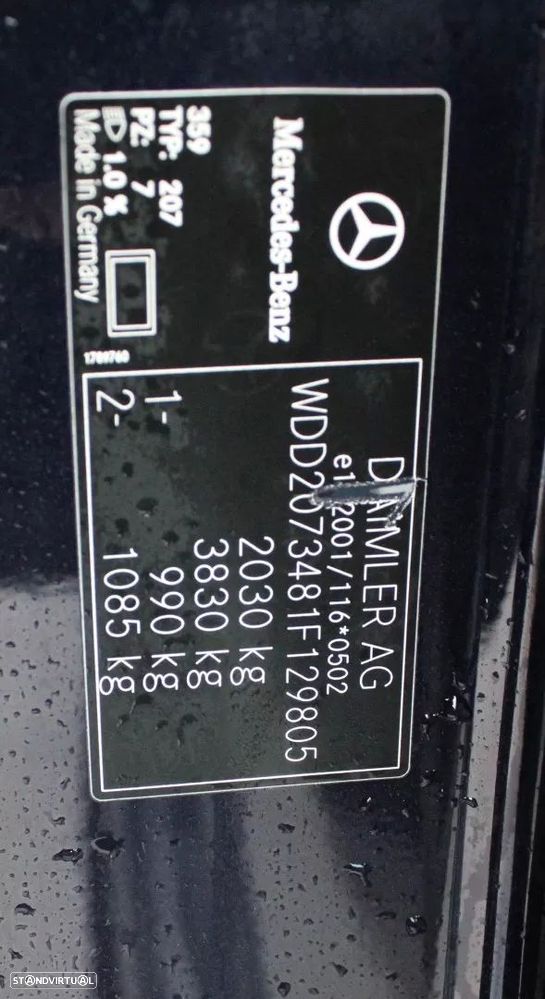 Mercedes-Benz
359
TYP: 207
PZ: 7
1.0 %
Made in Germany
1789760
DAIMLER AG
e1*2001/116*0502
WDD2073481F129805
2030 kg
3830 kg
1- 990 kg
2- 1085 kg
STANDVIRTUAL